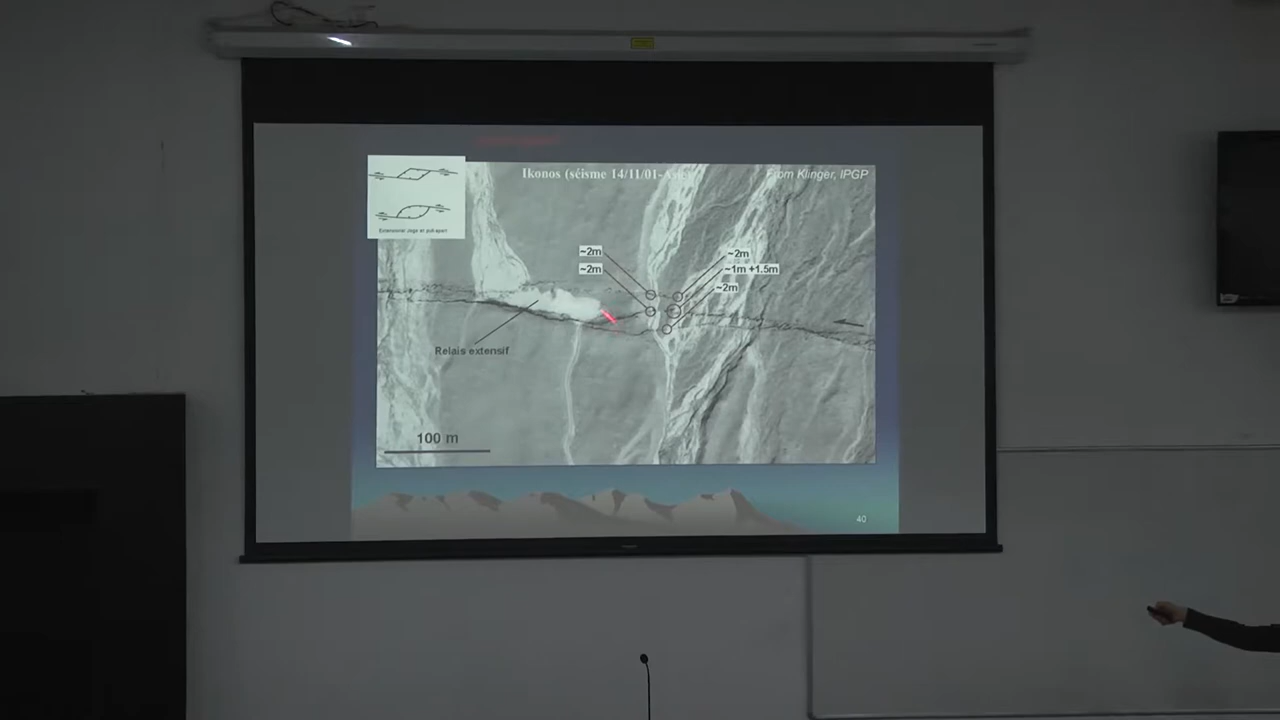 Ikonos (séisme 14/11/01-Asie)
From Klinger, IPGP
~2m
~2m
~2m
~1m +1.5m
~2m
Relais extensif
100 m
40